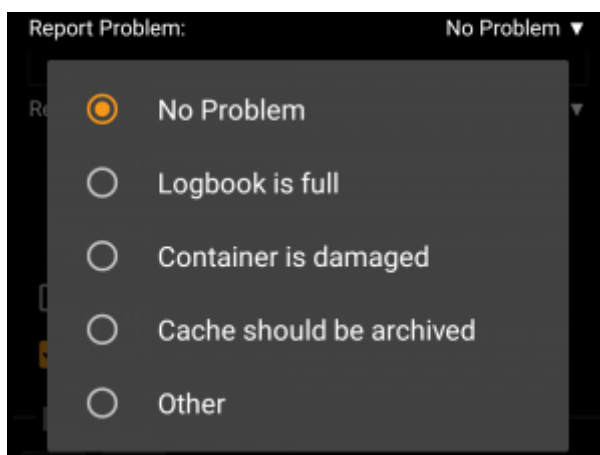 Report Problem: No Problem ▼
No Problem
Logbook is full
Container is damaged
Cache should be archived
Other